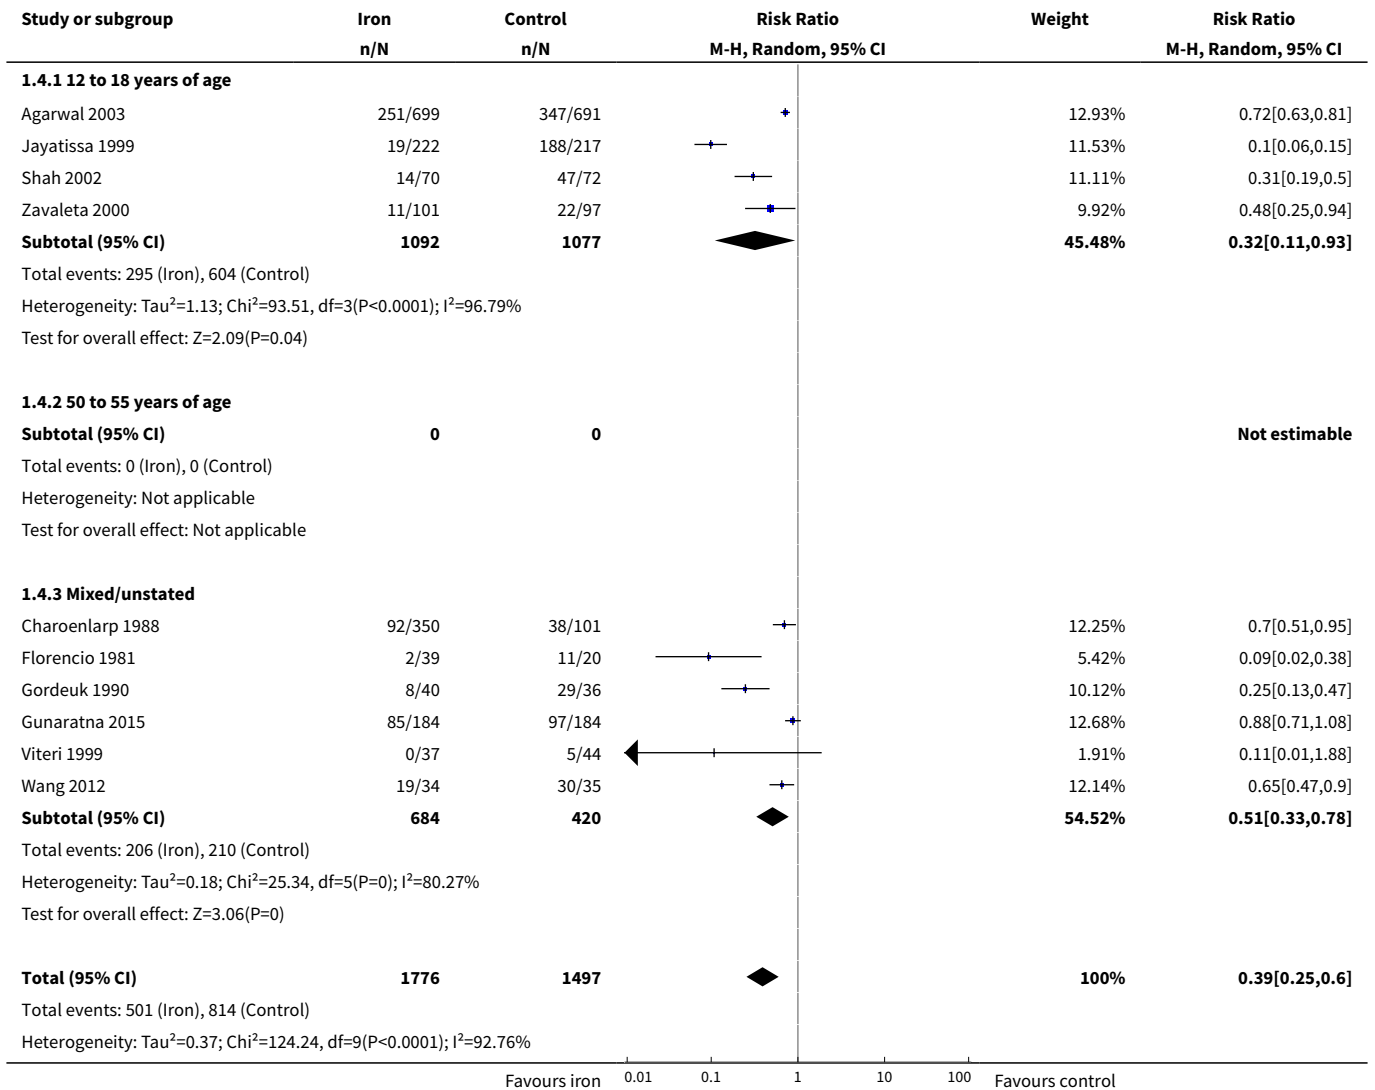 Study or subgroup Iron Control Risk Ratio Weight Risk Ratio
n/N n/N M-H, Random, 95% CI M-H, Random, 95% CI
1.4.1 12 to 18 years of age
Agarwal 2003 251/699 347/691 12.93% 0.72[0.63,0.81]
Jayatissa 1999 19/222 188/217 11.53% 0.1[0.06,0.15]
Shah 2002 14/70 47/72 11.11% 0.31[0.19,0.5]
Zavaleta 2000 11/101 22/97 9.92% 0.48[0.25,0.94]
Subtotal (95% CI) 1092 1077 45.48% 0.32[0.11,0.93]
Total events: 295 (Iron), 604 (Control)
Heterogeneity: Tau²=1.13; Chi²=93.51, df=3(P<0.0001); I²=96.79%
Test for overall effect: Z=2.09(P=0.04)
1.4.2 50 to 55 years of age
Subtotal (95% CI) 0 0 Not estimable
Total events: 0 (Iron), 0 (Control)
Heterogeneity: Not applicable
Test for overall effect: Not applicable
1.4.3 Mixed/unstated
Charoenlarp 1988 92/350 38/101 12.25% 0.7[0.51,0.95]
Florencio 1981 2/39 11/20 5.42% 0.09[0.02,0.38]
Gordeuk 1990 8/40 29/36 10.12% 0.25[0.13,0.47]
Gunaratna 2015 85/184 97/184 12.68% 0.88[0.71,1.08]
Viteri 1999 0/37 5/44 1.91% 0.11[0.01,1.88]
Wang 2012 19/34 30/35 12.14% 0.65[0.47,0.9]
Subtotal (95% CI) 684 420 54.52% 0.51[0.33,0.78]
Total events: 206 (Iron), 210 (Control)
Heterogeneity: Tau²=0.18; Chi²=25.34, df=5(P=0); I²=80.27%
Test for overall effect: Z=3.06(P=0)
Total (95% CI) 1776 1497 100% 0.39[0.25,0.6]
Total events: 501 (Iron), 814 (Control)
Heterogeneity: Tau²=0.37; Chi²=124.24, df=9(P<0.0001); I²=92.76%
Favours iron 0.01 0.1 1 10 100 Favours control